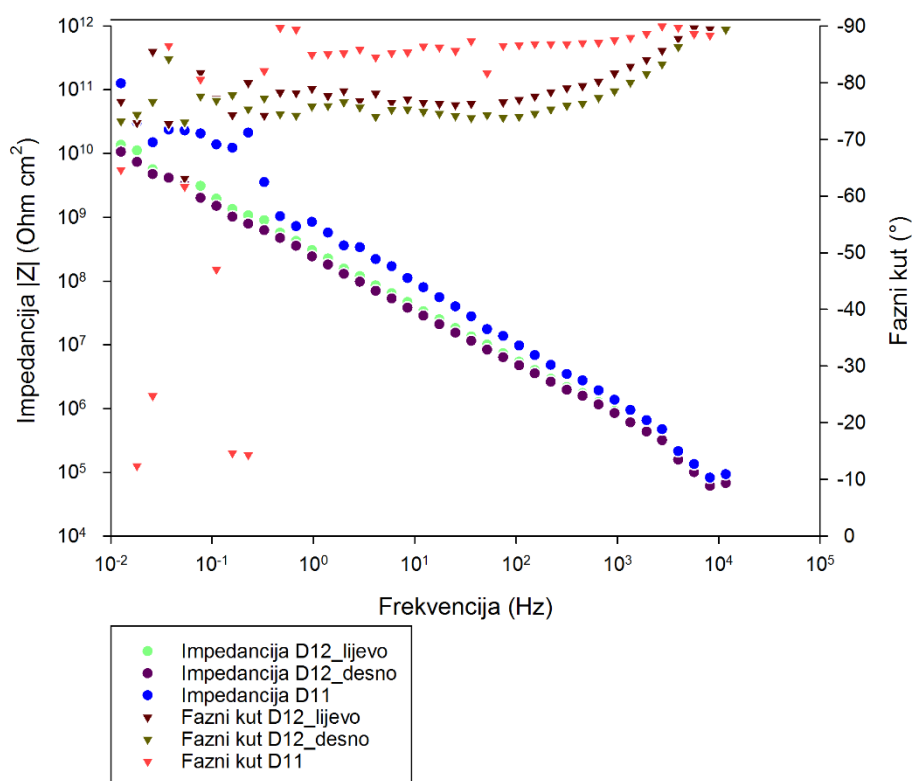 10¹²
10¹¹
10¹⁰
10⁹
10⁸
10⁷
10⁶
10⁵
10⁴
Impedancija |Z| (Ohm cm²)
-90
-80
-70
-60
-50
-40
-30
-20
-10
0
Fazni kut (°)
10⁻² 10⁻¹ 10⁰ 10¹ 10² 10³ 10⁴ 10⁵
Frekvencija (Hz)
Impedancija D12_lijevo
Impedancija D12_desno
Impedancija D11
Fazni kut D12_lijevo
Fazni kut D12_desno
Fazni kut D11